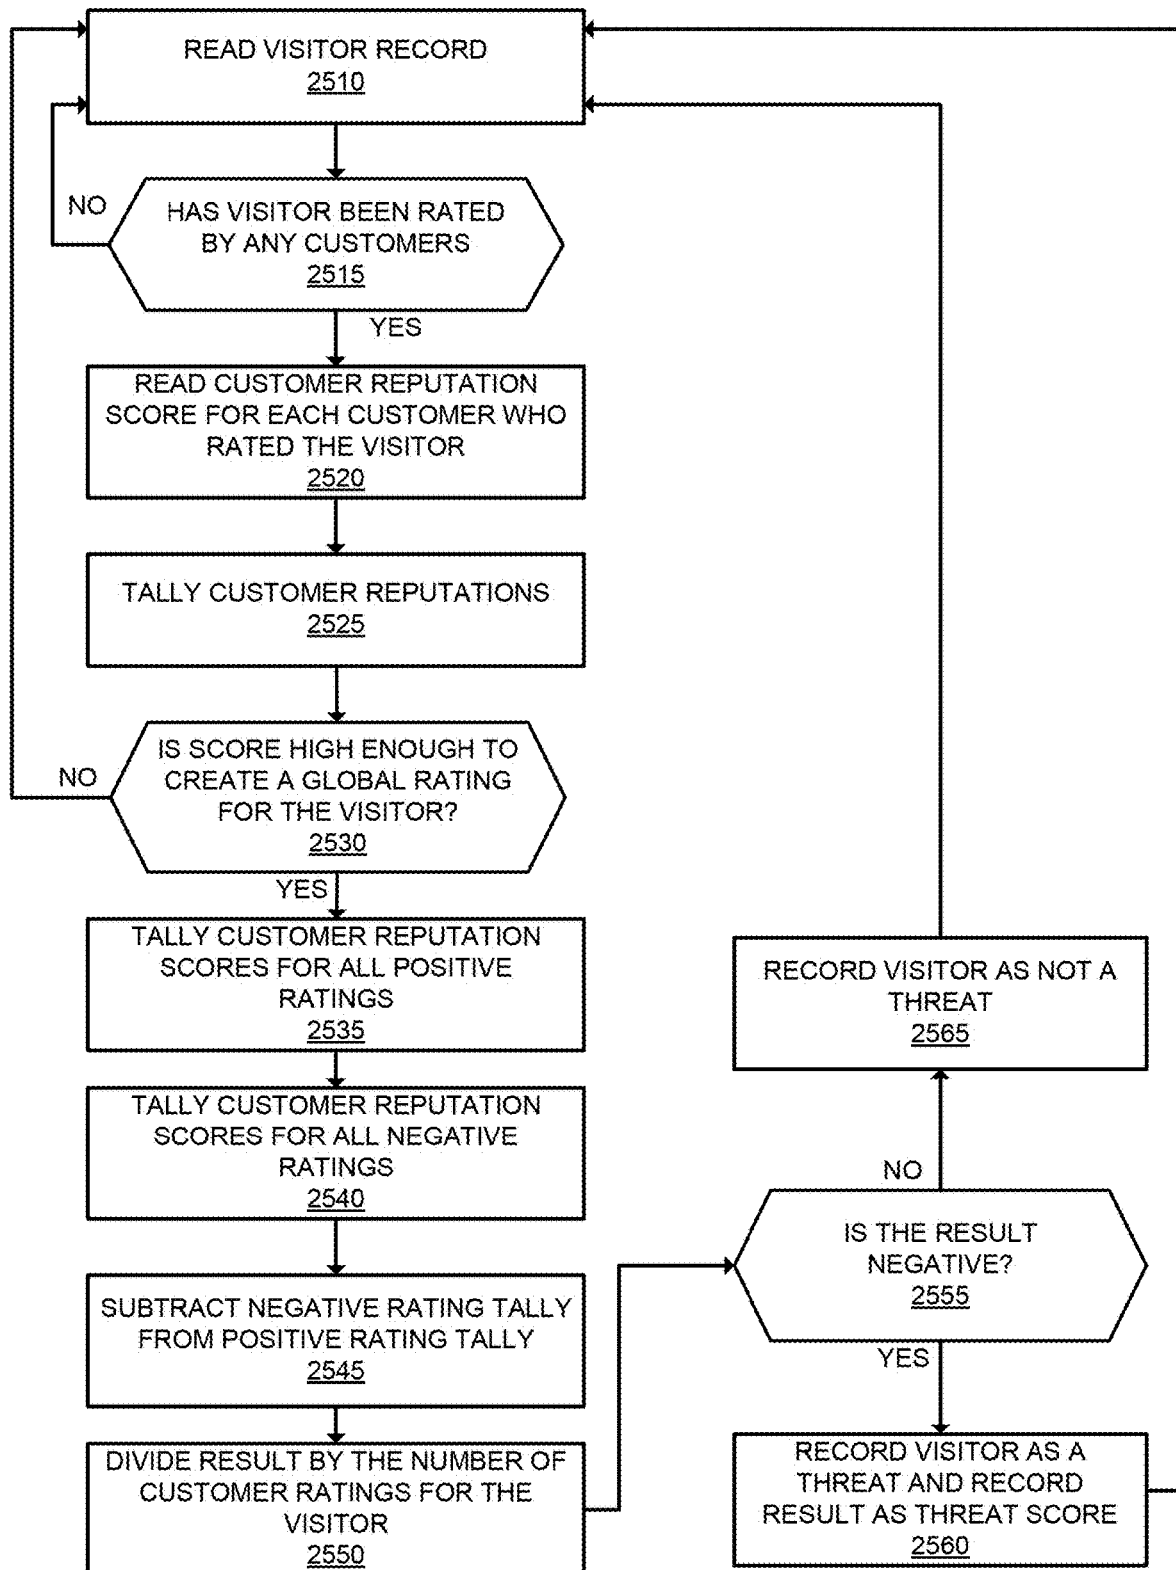 READ VISITOR RECORD
2510
NO
HAS VISITOR BEEN RATED
BY ANY CUSTOMERS
2515
YES
READ CUSTOMER REPUTATION
SCORE FOR EACH CUSTOMER WHO
RATED THE VISITOR
2520
TALLY CUSTOMER REPUTATIONS
2525
NO
IS SCORE HIGH ENOUGH TO
CREATE A GLOBAL RATING
FOR THE VISITOR?
2530
YES
TALLY CUSTOMER REPUTATION
SCORES FOR ALL POSITIVE
RATINGS
2535
TALLY CUSTOMER REPUTATION
SCORES FOR ALL NEGATIVE
RATINGS
2540
SUBTRACT NEGATIVE RATING TALLY
FROM POSITIVE RATING TALLY
2545
DIVIDE RESULT BY THE NUMBER OF
CUSTOMER RATINGS FOR THE
VISITOR
2550
RECORD VISITOR AS NOT A
THREAT
2565
NO
IS THE RESULT
NEGATIVE?
2555
YES
RECORD VISITOR AS A
THREAT AND RECORD
RESULT AS THREAT SCORE
2560